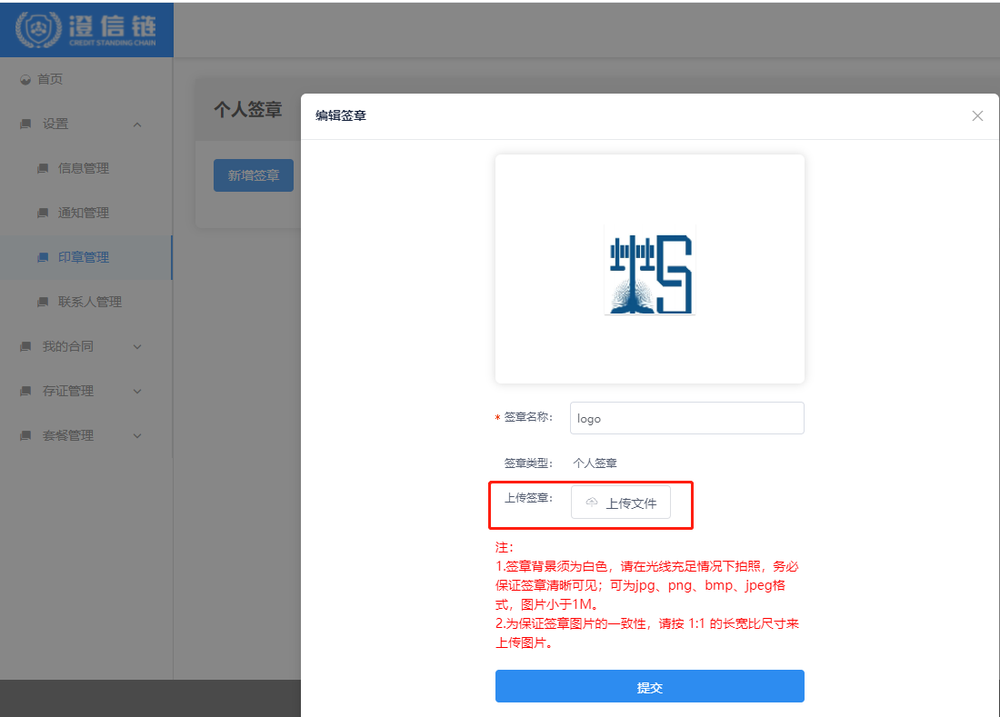 澄信链
CREDIT STANDING CHAIN
首页
设置
信息管理
通知管理
印章管理
联系人管理
我的合同
存证管理
套餐管理
个人签章
新增签章
编辑签章
* 签章名称：
logo
签章类型：
个人签章
上传签章：
上传文件
注：
1.签章背景须为白色，请在光线充足情况下拍照，务必
保证签章清晰可见；可为jpg、png、bmp、jpeg格
式，图片小于1M。
2.为保证签章图片的一致性，请按 1:1 的长宽比尺寸来
上传图片。
提交